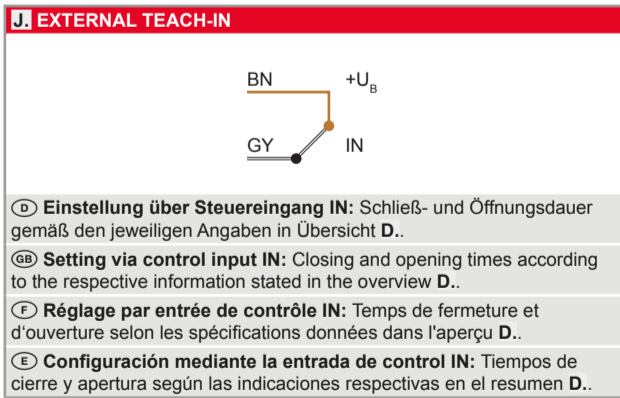 J. EXTERNAL TEACH-IN
BN +U_B
GY IN
D Einstellung über Steuereingang IN: Schließ- und Öffnungsdauer
gemäß den jeweiligen Angaben in Übersicht D..
GB Setting via control input IN: Closing and opening times according
to the respective information stated in the overview D..
F Réglage par entrée de contrôle IN: Temps de fermeture et
d‘ouverture selon les spécifications données dans l'aperçu D..
E Configuración mediante la entrada de control IN: Tiempos de
cierre y apertura según las indicaciones respectivas en el resumen D..